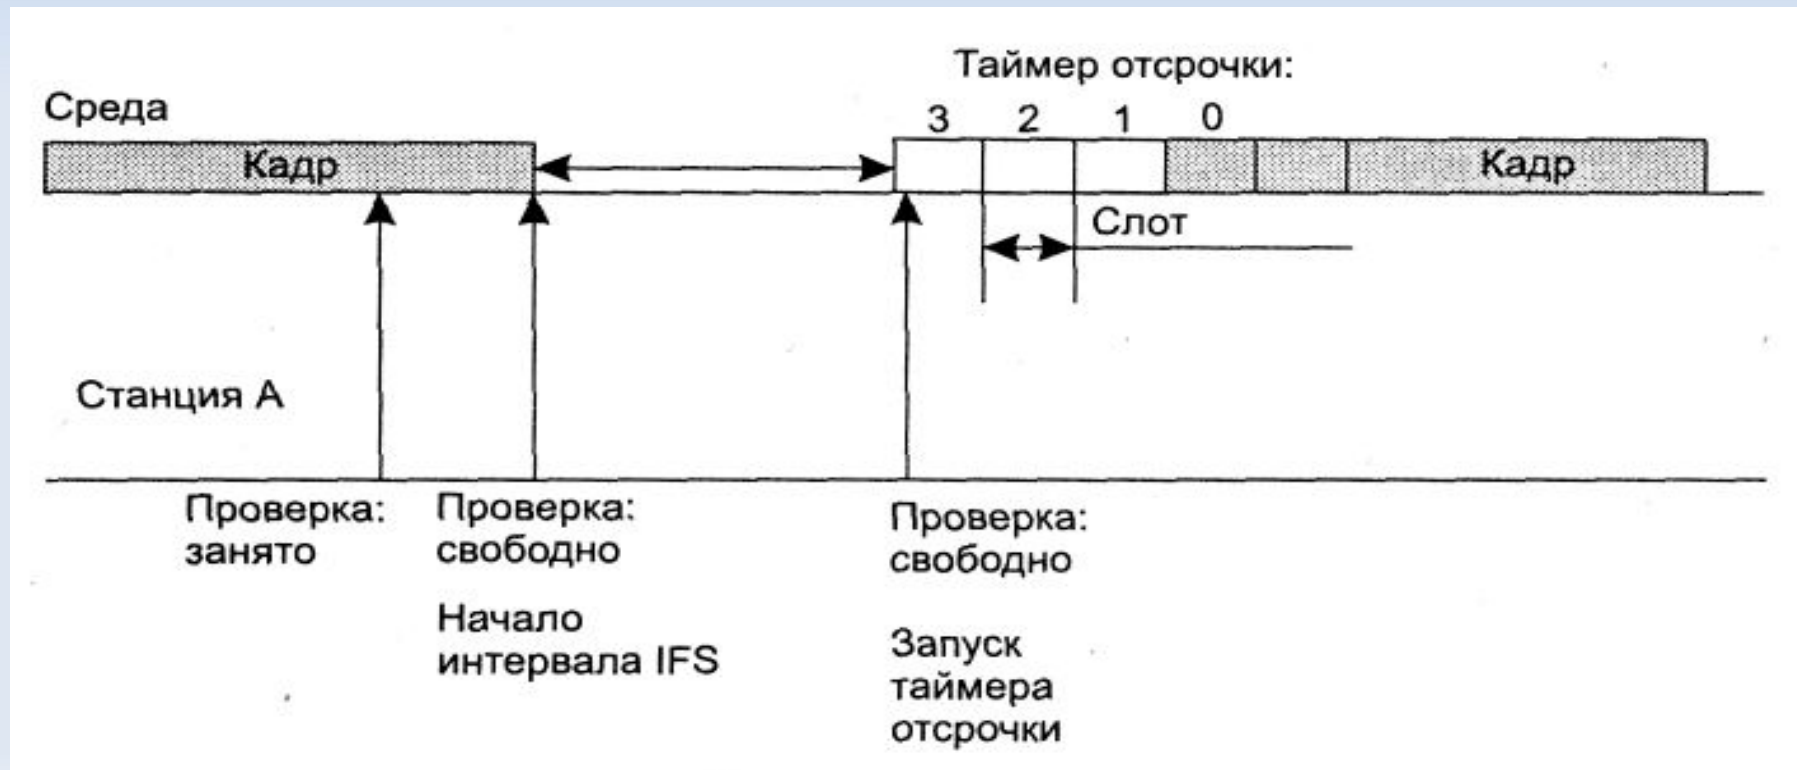 Таймер отсрочки:
Среда
3 2 1 0
Кадр
Кадр
Слот
Станция А
Проверка:
занято
Проверка:
свободно
Начало
интервала IFS
Проверка:
свободно
Запуск
таймера
отсрочки